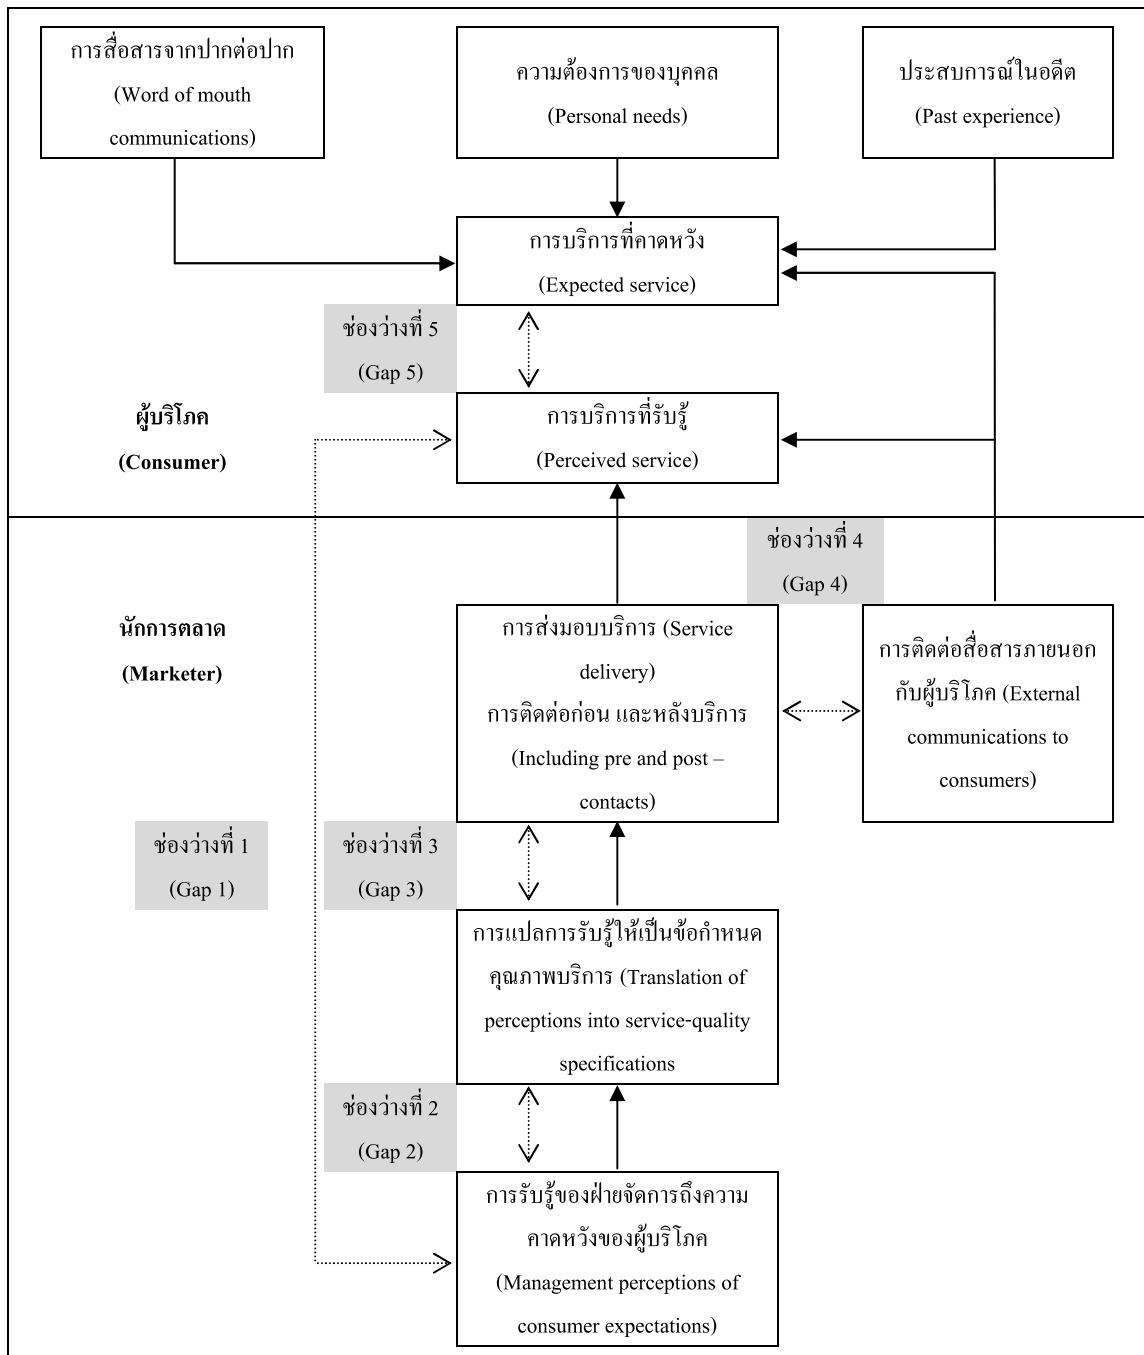 การสื่อสารจากปากต่อปาก
(Word of mouth
communications)
ความต้องการของบุคคล
(Personal needs)
ประสบการณ์ในอดีต
(Past experience)
การบริการที่คาดหวัง
(Expected service)
ช่องว่างที่ 5
(Gap 5)
ผู้บริโภค
(Consumer)
การบริการที่รับรู้
(Perceived service)
ช่องว่างที่ 4
(Gap 4)
นักการตลาด
(Marketer)
การส่งมอบบริการ (Service
delivery)
การติดต่อก่อน และหลังบริการ
(Including pre and post –
contacts)
การติดต่อสื่อสารภายนอก
กับผู้บริโภค (External
communications to
consumers)
ช่องว่างที่ 1
(Gap 1)
ช่องว่างที่ 3
(Gap 3)
การแปลการรับรู้ให้เป็นข้อกำหนด
คุณภาพบริการ (Translation of
perceptions into service-quality
specifications
ช่องว่างที่ 2
(Gap 2)
การรับรู้ของฝ่ายจัดการถึงความ
คาดหวังของผู้บริโภค
(Management perceptions of
consumer expectations)